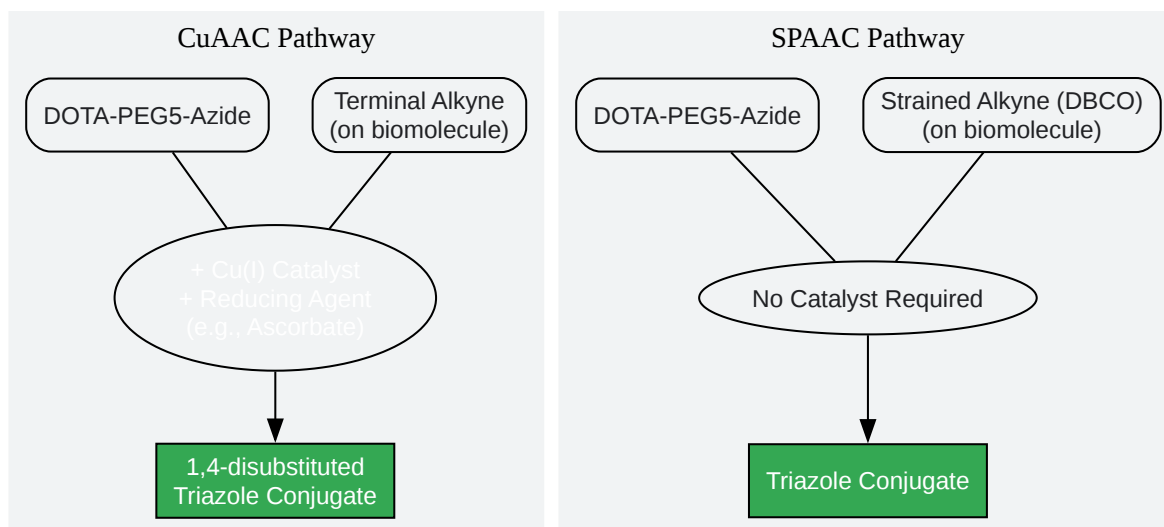 CuAAC Pathway
DOTA-PEG5-Azide
Terminal Alkyne
(on biomolecule)
+ Cu(I) Catalyst
+ Reducing Agent
(e.g., Ascorbate)
1,4-disubstituted
Triazole Conjugate
SPAAC Pathway
DOTA-PEG5-Azide
Strained Alkyne (DBCO)
(on biomolecule)
No Catalyst Required
Triazole Conjugate